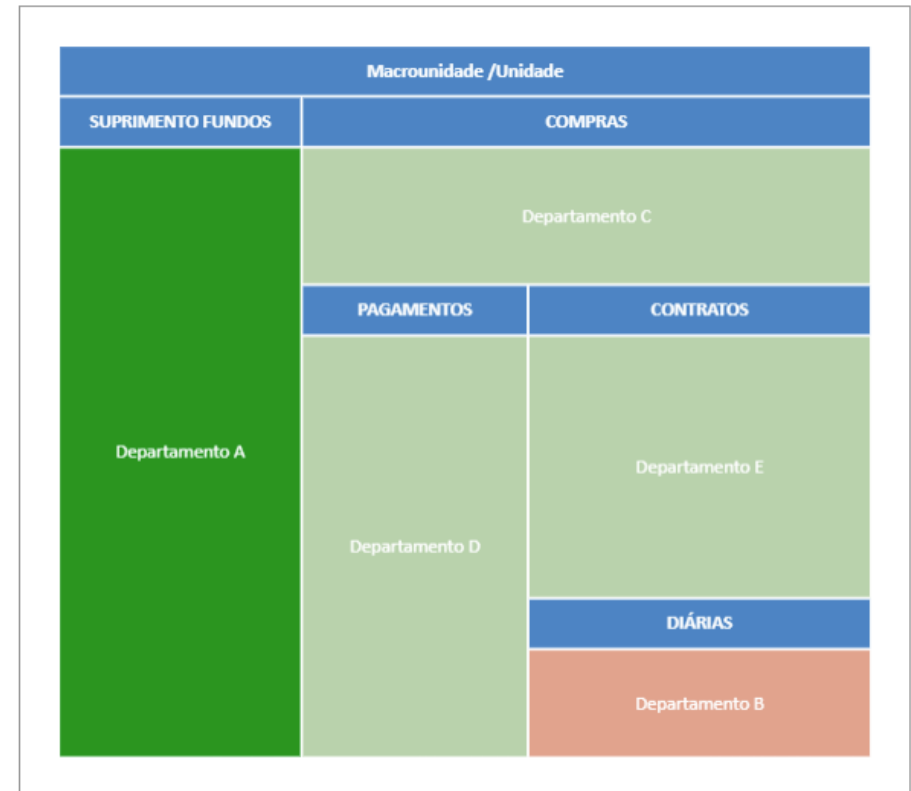 Macrounidade /Unidade
SUPRIMENTO FUNDOS
COMPRAS
Departamento C
PAGAMENTOS
CONTRATOS
Departamento A
Departamento E
Departamento D
DIÁRIAS
Departamento B